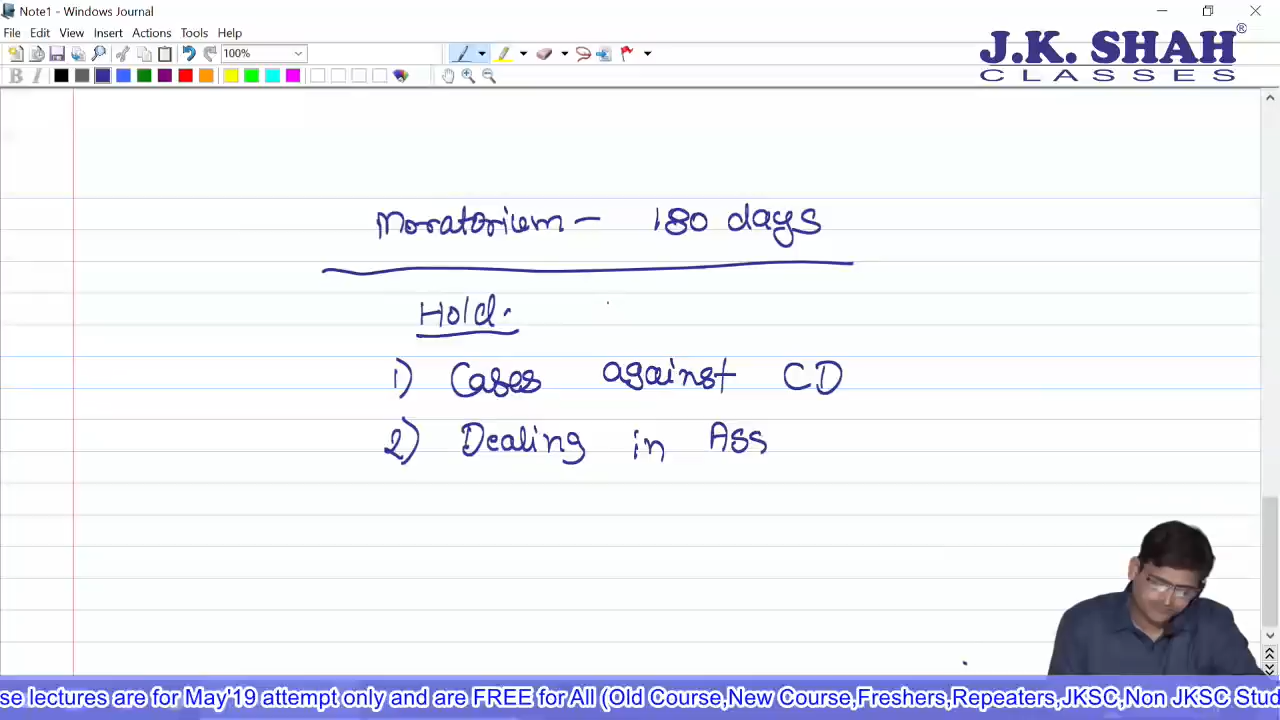 Note1 - Windows Journal
File Edit View Insert Actions Tools Help
100%
B I
J.K. SHAH®
CLASSES
Moratorium - 180 days
Hold.
1) Cases against CD
2) Dealing in Ass
se lectures are for May'19 attempt only and are FREE for All (Old Course,New Course,Freshers,Repeaters,JKSC,Non JKSC Stud